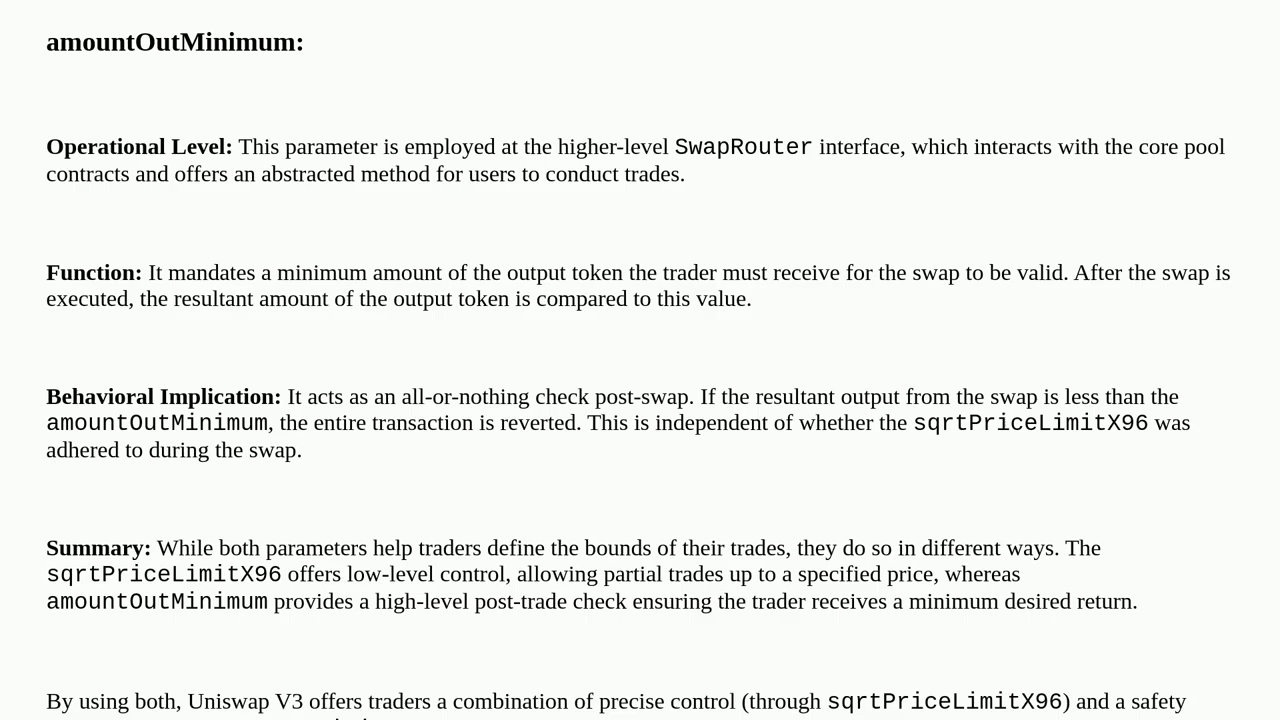 amountOutMinimum:
Operational Level: This parameter is employed at the higher-level SwapRouter interface, which interacts with the core pool
contracts and offers an abstracted method for users to conduct trades.
Function: It mandates a minimum amount of the output token the trader must receive for the swap to be valid. After the swap is
executed, the resultant amount of the output token is compared to this value.
Behavioral Implication: It acts as an all-or-nothing check post-swap. If the resultant output from the swap is less than the
amountOutMinimum, the entire transaction is reverted. This is independent of whether the sqrtPriceLimitX96 was
adhered to during the swap.
Summary: While both parameters help traders define the bounds of their trades, they do so in different ways. The
sqrtPriceLimitX96 offers low-level control, allowing partial trades up to a specified price, whereas
amountOutMinimum provides a high-level post-trade check ensuring the trader receives a minimum desired return.
By using both, Uniswap V3 offers traders a combination of precise control (through sqrtPriceLimitX96) and a safety